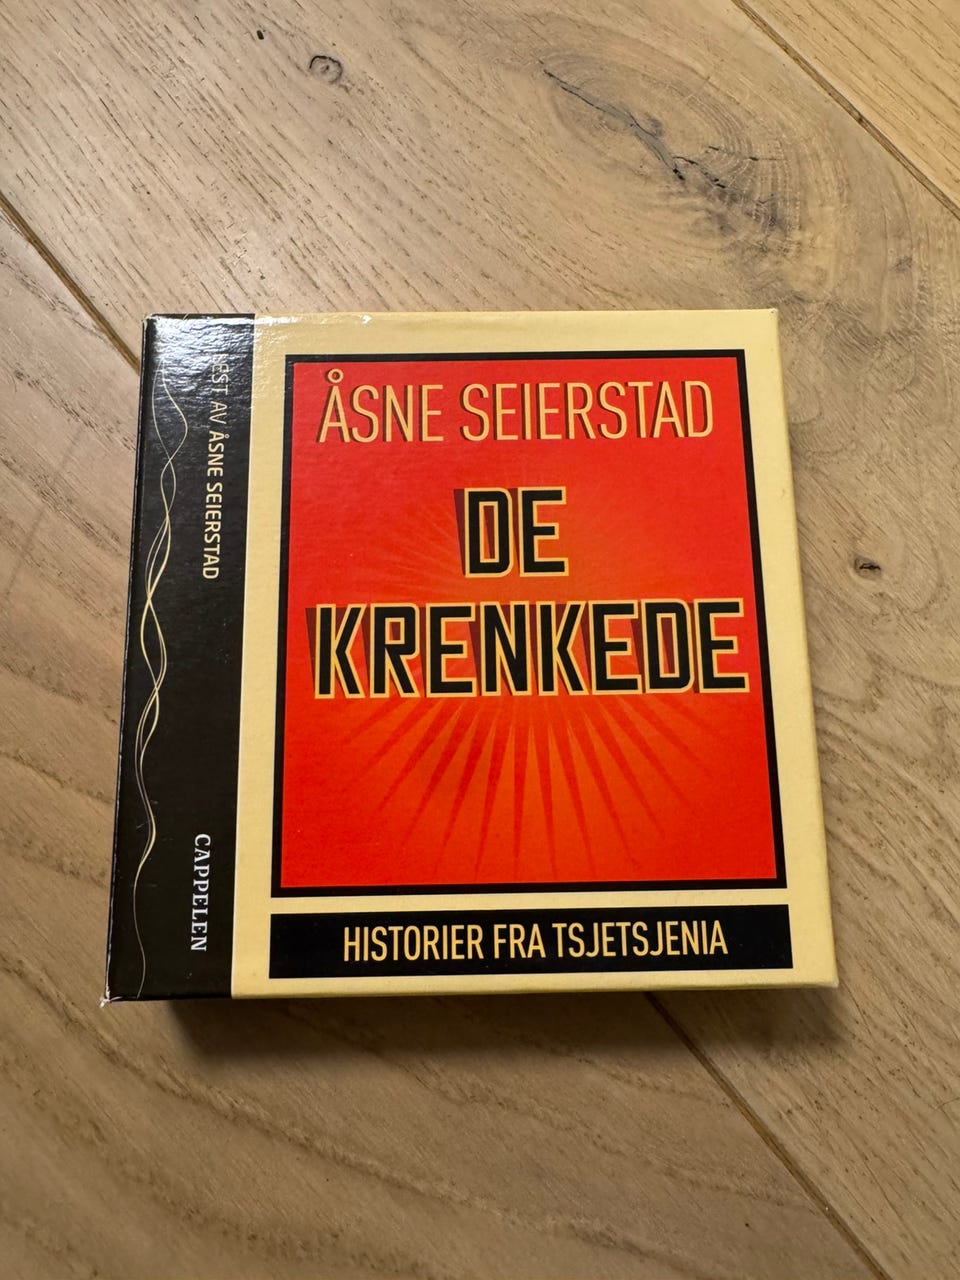 ÅSNE SEIERSTAD
DE
KRENKEDE
HISTORIER FRA TSJETSJENIA
LEST AV ÅSNE SEIERSTAD
CAPPELEN